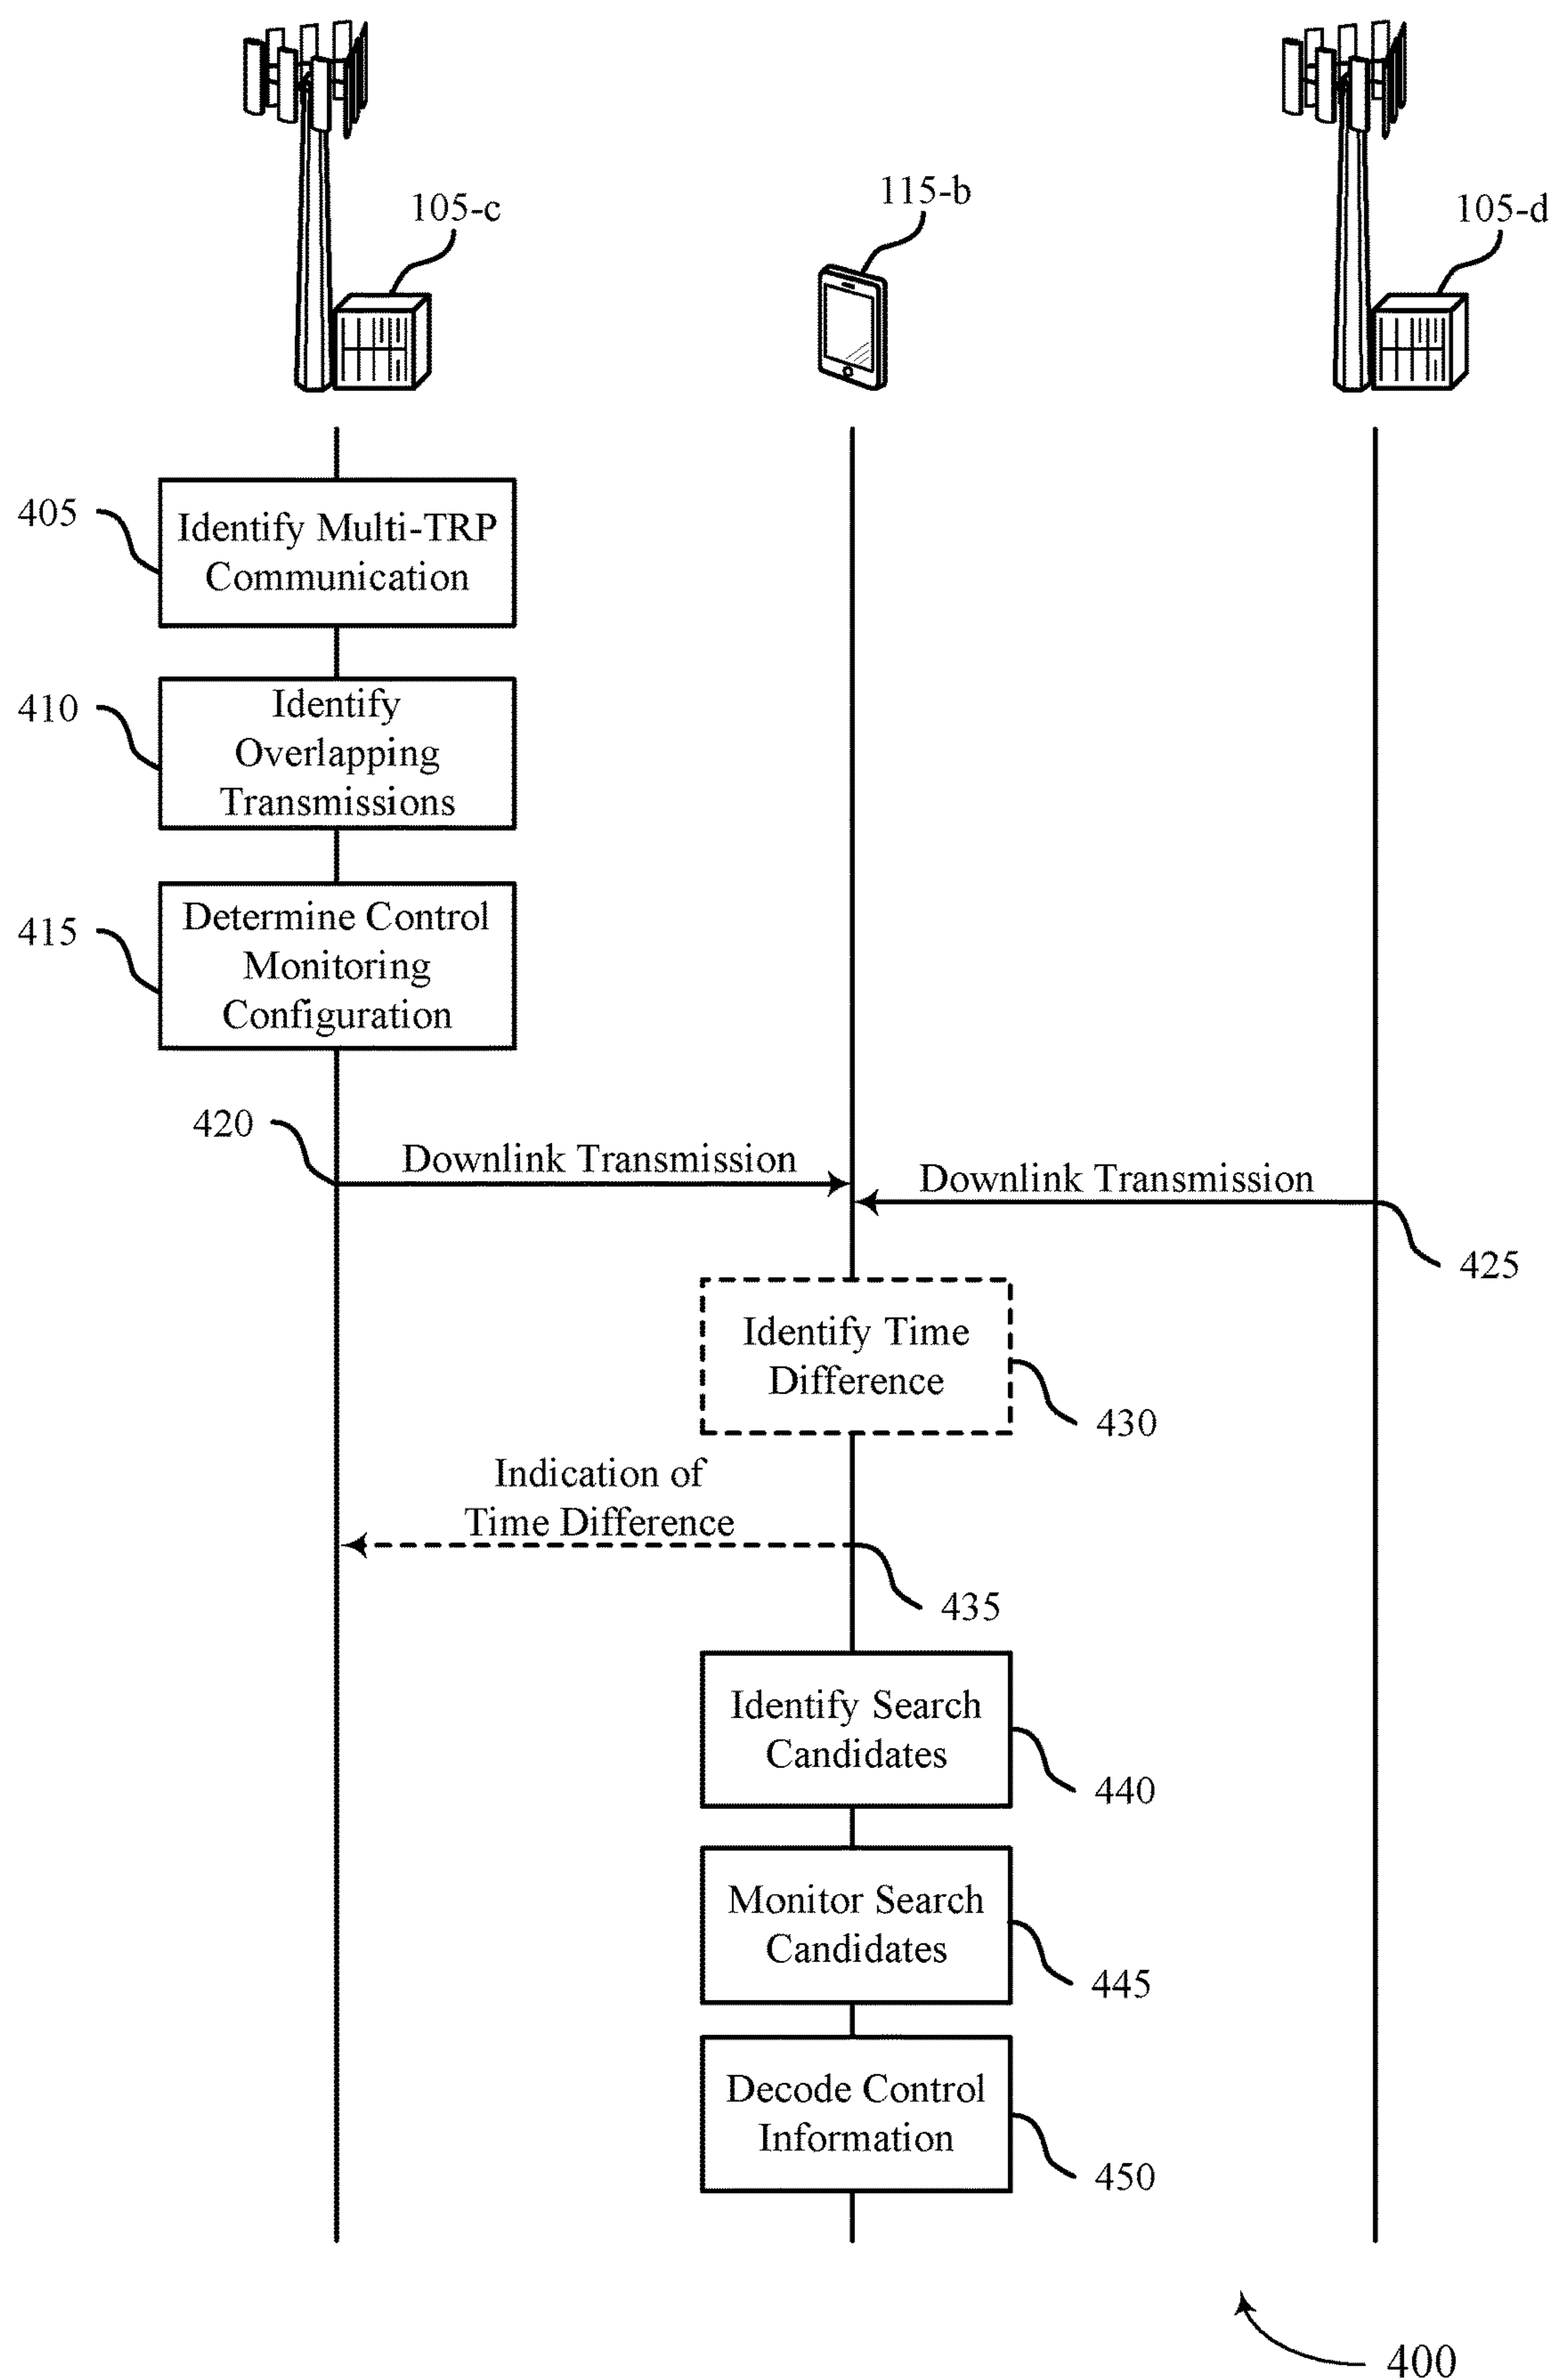 105-c
115-b
105-d
405
Identify Multi-TRP
Communication
410
Identify
Overlapping
Transmissions
415
Determine Control
Monitoring
Configuration
420
Downlink Transmission
Downlink Transmission
425
Identify Time
Difference
430
Indication of
Time Difference
435
Identify Search
Candidates
440
Monitor Search
Candidates
445
Decode Control
Information
450
400